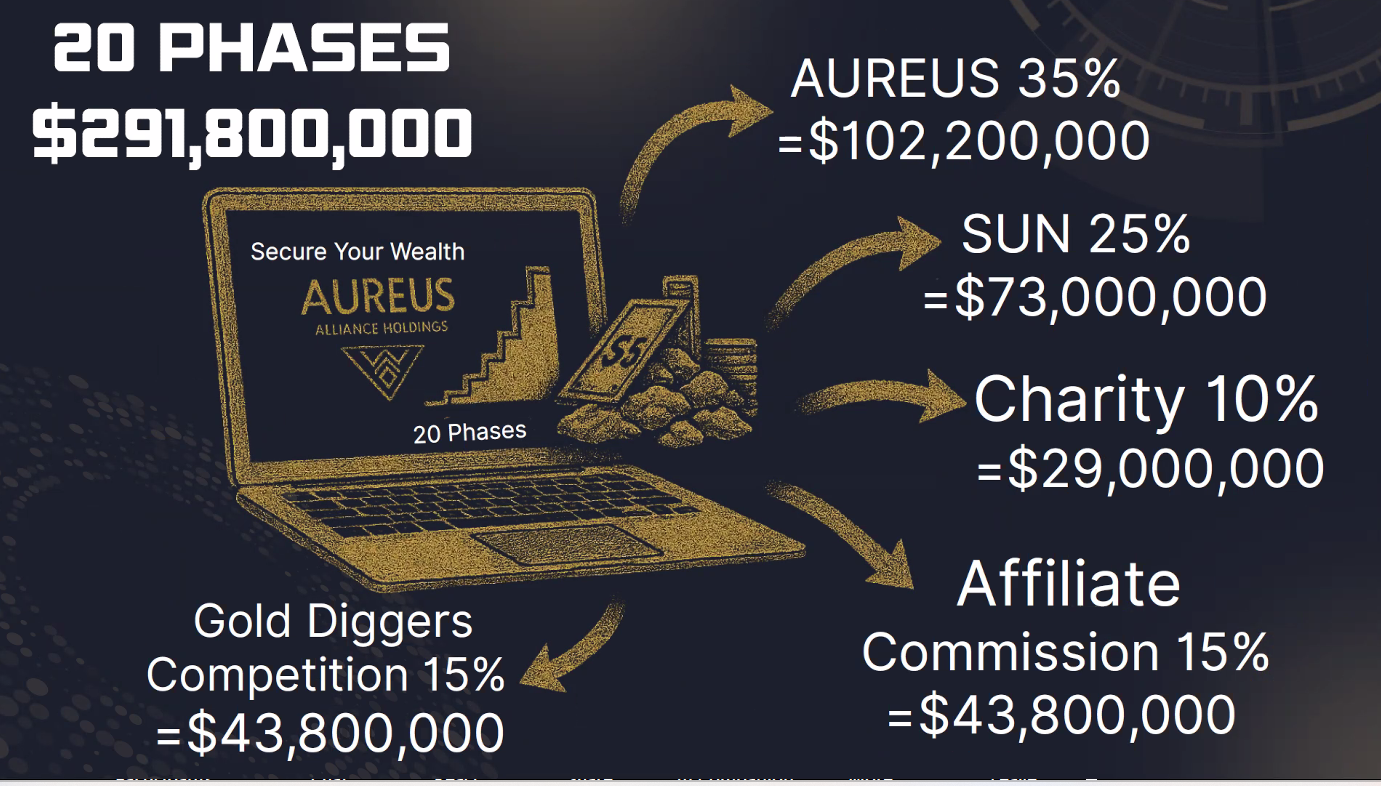 20 PHASES
$291,800,000
AUREUS 35%
=$102,200,000
SUN 25%
=$73,000,000
Charity 10%
=$29,000,000
Affiliate
Commission 15%
=$43,800,000
Gold Diggers
Competition 15%
=$43,800,000
Secure Your Wealth
AUREUS
ALLIANCE HOLDINGS
20 Phases
$5